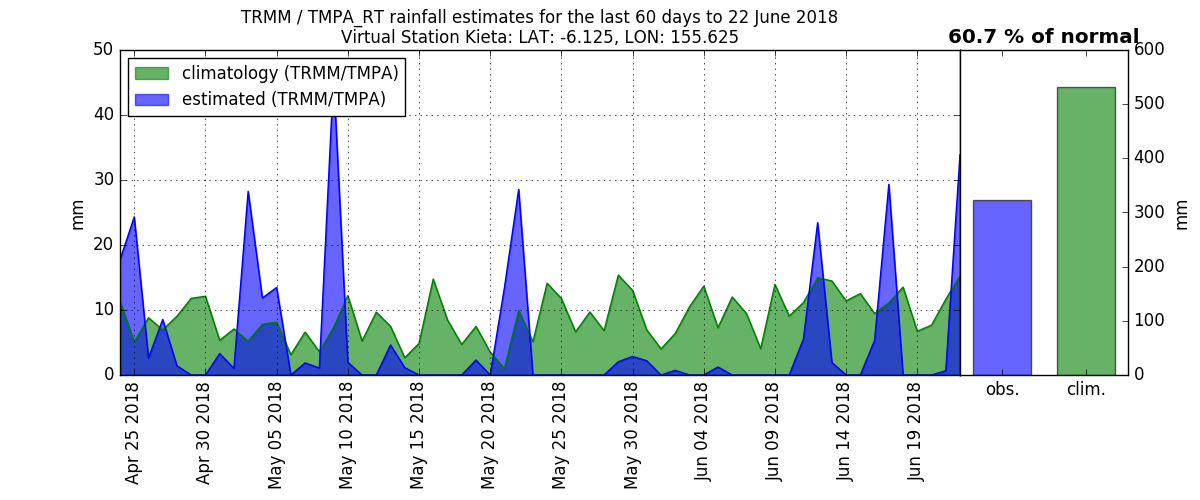 TRMM / TMPA_RT rainfall estimates for the last 60 days to 22 June 2018
Virtual Station Kieta: LAT: -6.125, LON: 155.625
60.7 % of normal
climatology (TRMM/TMPA)
estimated (TRMM/TMPA)
50
40
30
20
10
0
mm
600
500
400
300
200
100
0
mm
Apr 25 2018
Apr 30 2018
May 05 2018
May 10 2018
May 15 2018
May 20 2018
May 25 2018
May 30 2018
Jun 04 2018
Jun 09 2018
Jun 14 2018
Jun 19 2018
obs.
clim.